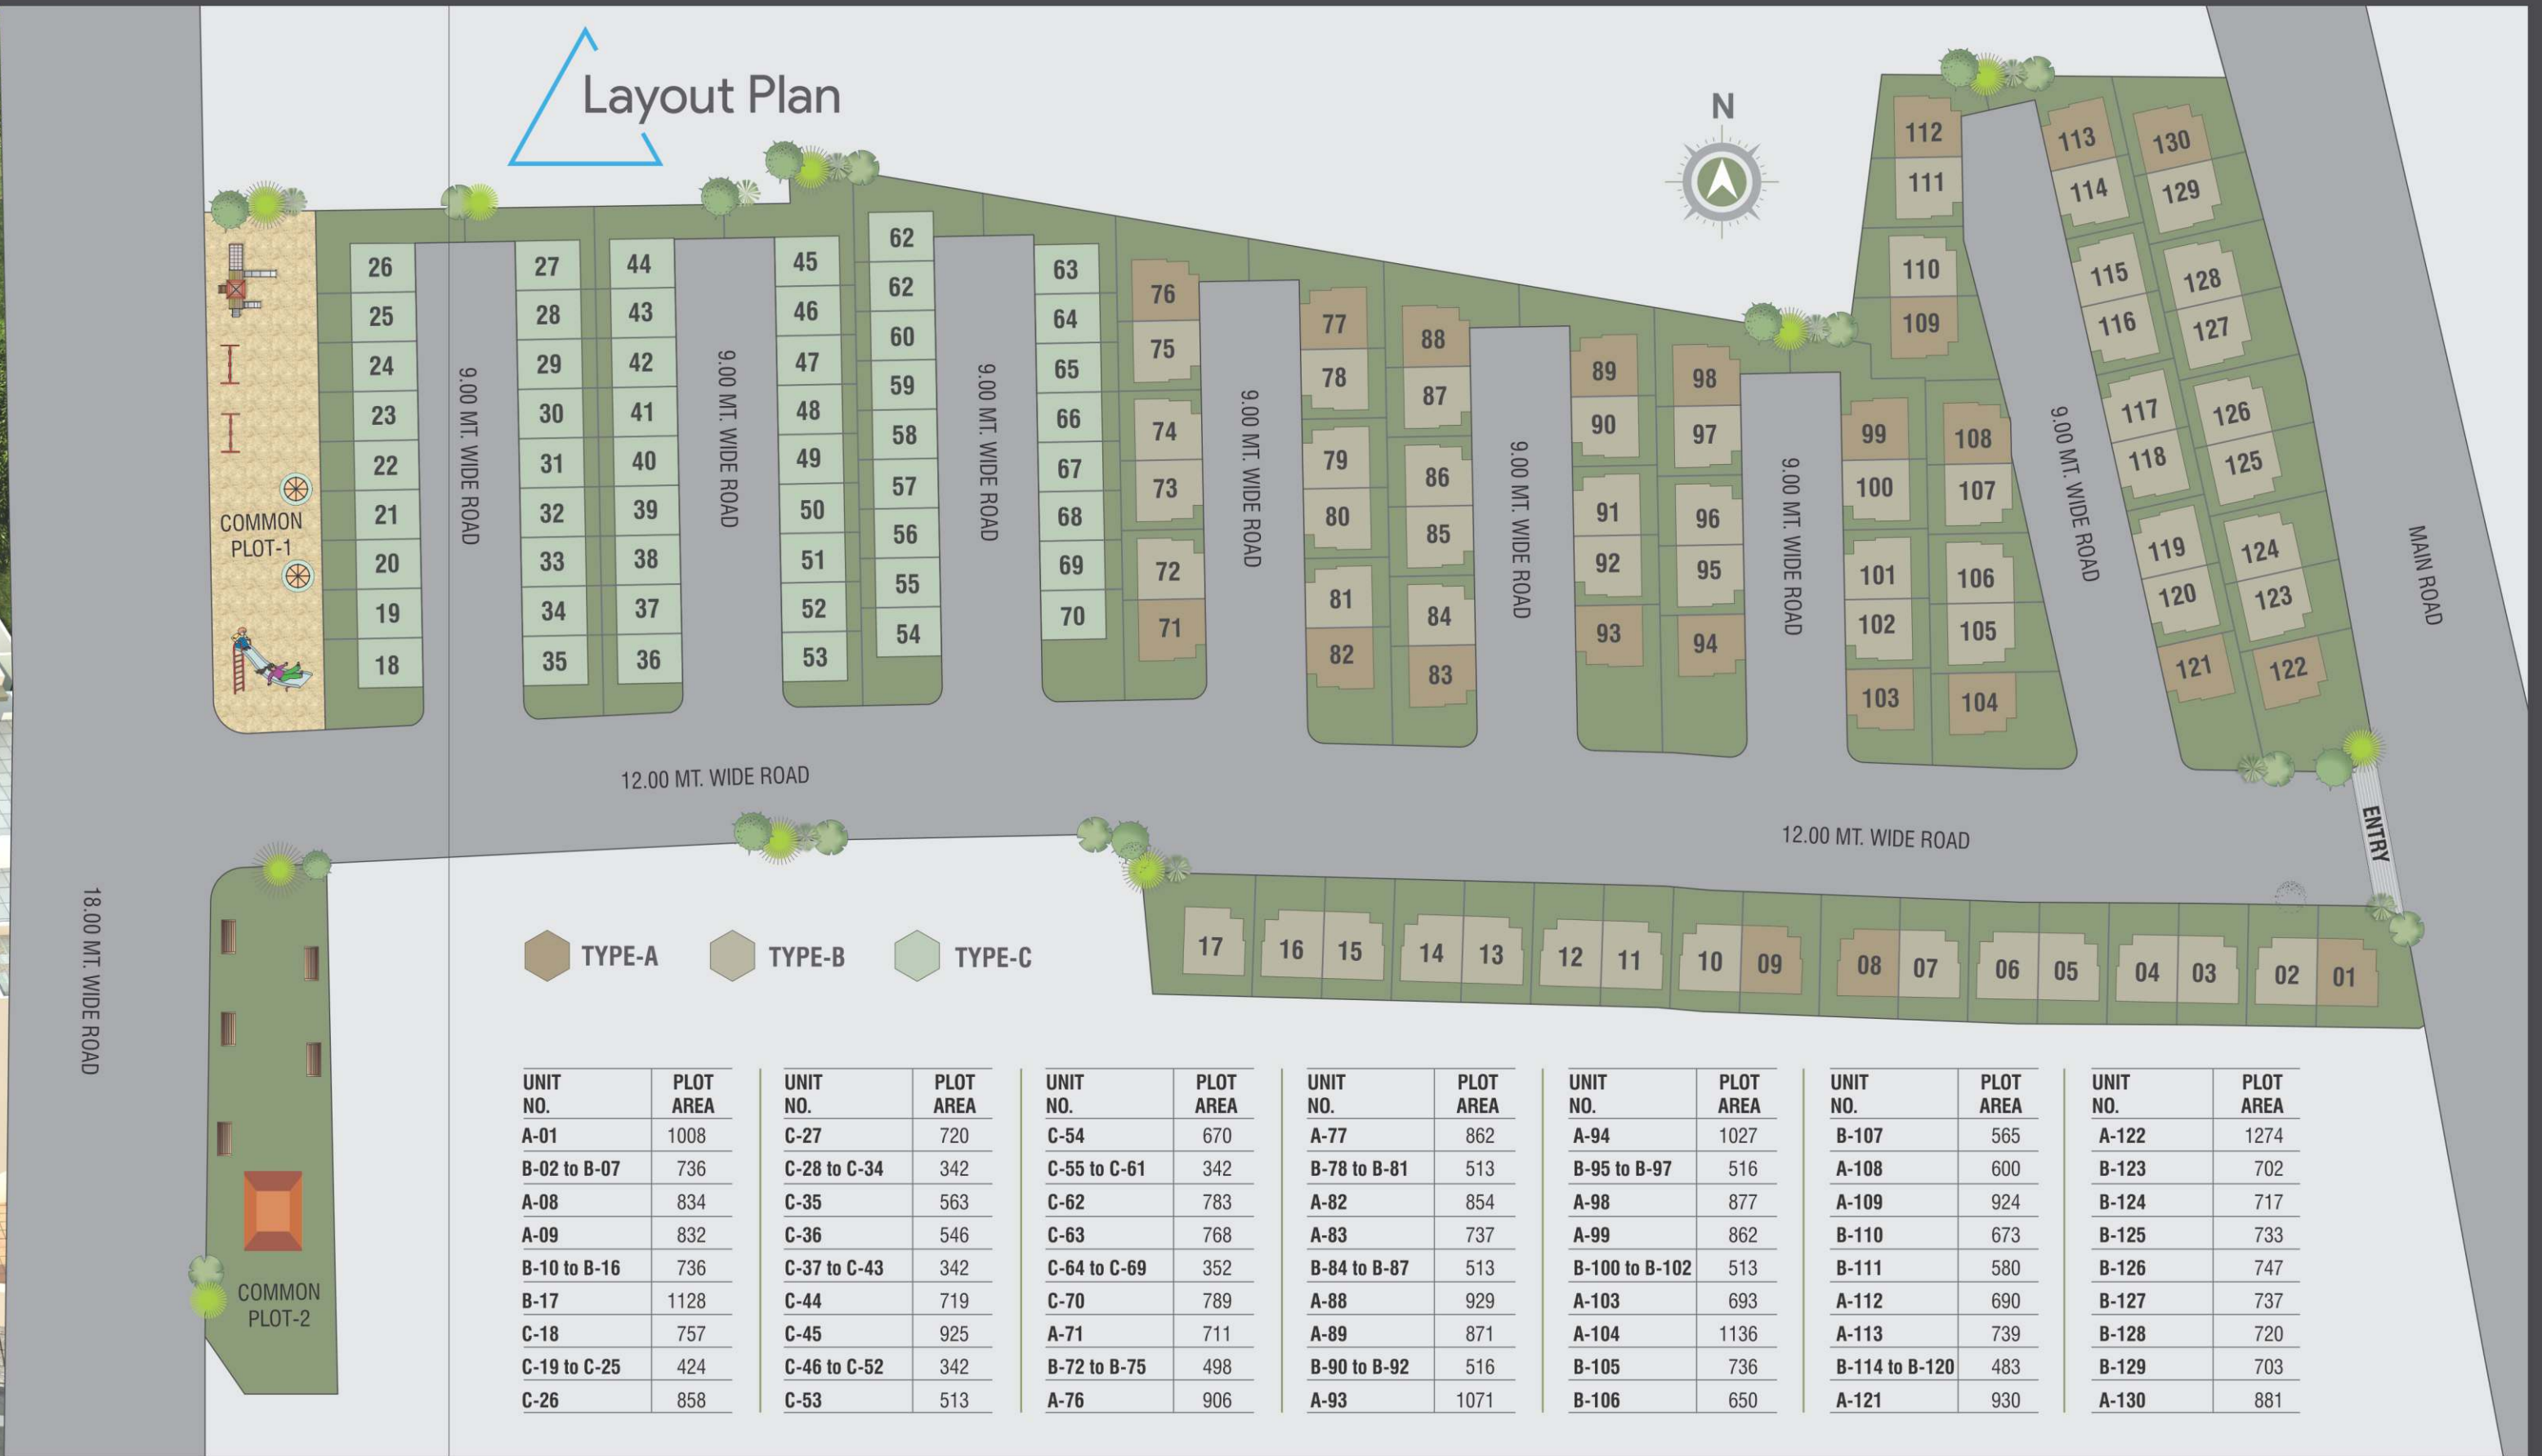 Layout Plan
N
112
113
130
111
114
129
110
115
128
109
116
127
117
126
118
125
119
124
120
123
121
122
62
62
60
59
58
57
56
55
54
26
25
24
23
22
21
20
19
18
27
28
29
30
31
32
33
34
35
44
43
42
41
40
39
38
37
36
45
46
47
48
49
50
51
52
53
63
64
65
66
67
68
69
70
76
75
74
73
72
71
77
78
79
80
81
82
88
87
86
85
84
83
89
90
91
92
93
98
97
96
95
94
99
100
101
102
103
108
107
106
105
104
9.00 MT. WIDE ROAD
9.00 MT. WIDE ROAD
9.00 MT. WIDE ROAD
9.00 MT. WIDE ROAD
9.00 MT. WIDE ROAD
9.00 MT. WIDE ROAD
9.00 MT. WIDE ROAD
MAIN ROAD
COMMON
PLOT-1
12.00 MT. WIDE ROAD
12.00 MT. WIDE ROAD
ENTRY
18.00 MT. WIDE ROAD
TYPE-A
TYPE-B
TYPE-C
17
16
15
14
13
12
11
10
09
08
07
06
05
04
03
02
01
COMMON
PLOT-2
UNIT NO. PLOT AREA
A-01 1008
B-02 to B-07 736
A-08 834
A-09 832
B-10 to B-16 736
B-17 1128
C-18 757
C-19 to C-25 424
C-26 858
UNIT NO. PLOT AREA
C-27 720
C-28 to C-34 342
C-35 563
C-36 546
C-37 to C-43 342
C-44 719
C-45 925
C-46 to C-52 342
C-53 513
UNIT NO. PLOT AREA
C-54 670
C-55 to C-61 342
C-62 783
C-63 768
C-64 to C-69 352
C-70 789
A-71 711
B-72 to B-75 498
A-76 906
UNIT NO. PLOT AREA
A-77 862
B-78 to B-81 513
A-82 854
A-83 737
B-84 to B-87 513
A-88 929
A-89 871
B-90 to B-92 516
A-93 1071
UNIT NO. PLOT AREA
A-94 1027
B-95 to B-97 516
A-98 877
A-99 862
B-100 to B-102 513
A-103 693
A-104 1136
B-105 736
B-106 650
UNIT NO. PLOT AREA
B-107 565
A-108 600
A-109 924
B-110 673
B-111 580
A-112 690
A-113 739
B-114 to B-120 483
A-121 930
UNIT NO. PLOT AREA
A-122 1274
B-123 702
B-124 717
B-125 733
B-126 747
B-127 737
B-128 720
B-129 703
A-130 881